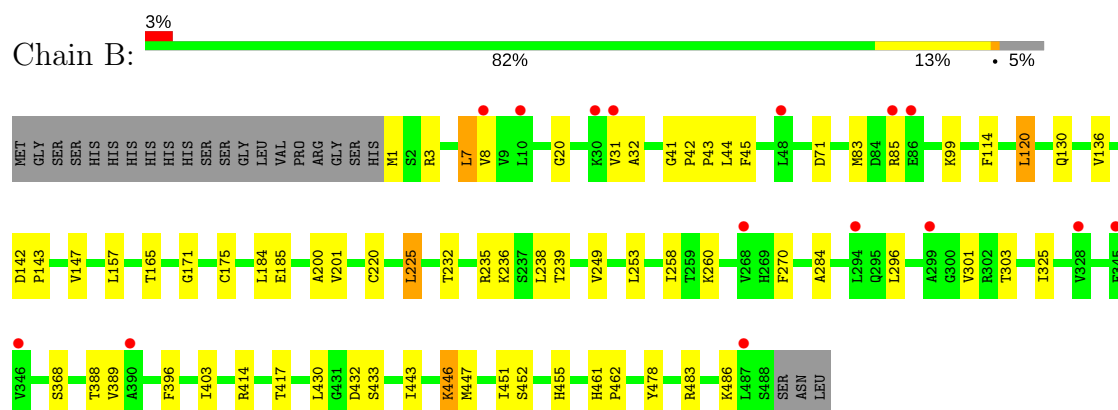 3%
Chain B:
82% 13% • 5%
MET GLY SER SER HIS HIS HIS HIS HIS HIS SER SER GLY LEU VAL PRO ARG GLY SER HIS M1 S2 R3 L7 V8 V9 L10 G20 K30 V31 A32 G41 P42 P43 L44 F45 L48 D71 M83 D84 R85 E86 K99 F114 L120 Q130 V136
D142 P143 V147 L157 T165 G171 C175 L184 E185 A200 V201 C220 L225 T232 R235 K236 S237 L238 T239 V249 L253 I258 T259 K260 V268 H269 F270 A284 L294 Q295 L296 A299 G300 V301 R302 T303 I325 V328 E345
V346 S368 T388 V389 A390 F396 I403 R414 T417 L430 G431 D432 S433 I443 K446 M447 I451 S452 H455 H461 P462 Y478 R483 K486 L487 S488 SER ASN LEU